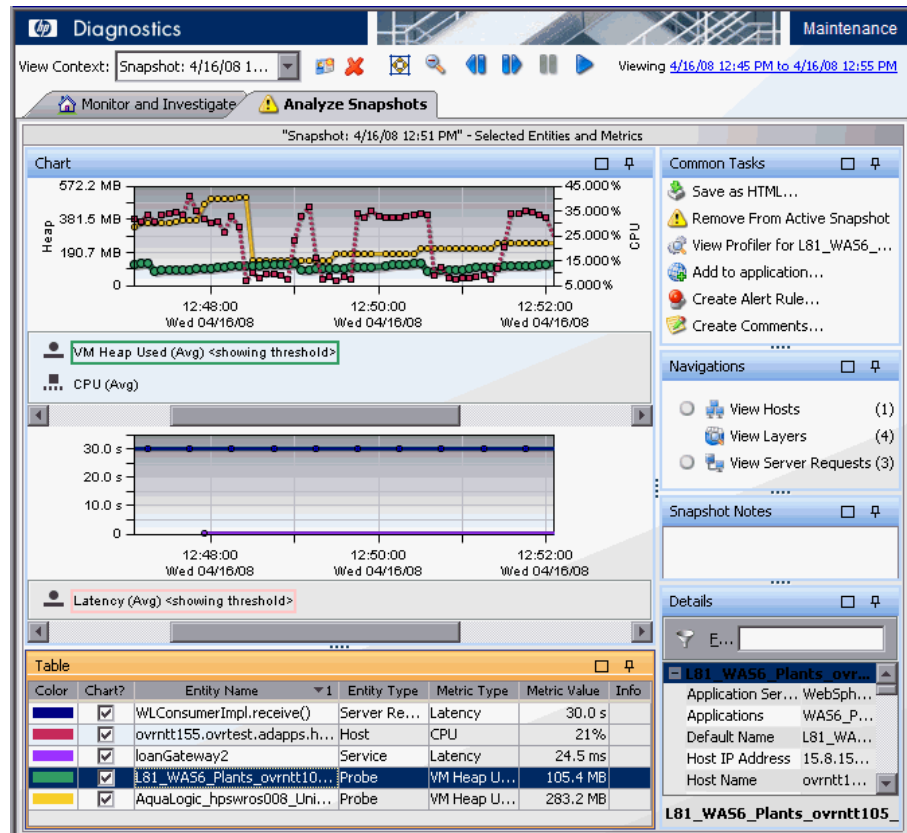 hp Diagnostics
Maintenance
View Context: Snapshot: 4/16/08 1...
Viewing 4/16/08 12:45 PM to 4/16/08 12:55 PM
Monitor and Investigate
Analyze Snapshots
"Snapshot: 4/16/08 12:51 PM" - Selected Entities and Metrics
Chart
572.2 MB
381.5 MB
190.7 MB
0
Heap
45.000%
35.000%
25.000%
15.000%
5.000%
CPU
12:48:00 12:50:00 12:52:00
Wed 04/16/08 Wed 04/16/08 Wed 04/16/08
VM Heap Used (Avg) <showing threshold>
CPU (Avg)
30.0 s
20.0 s
10.0 s
0
12:48:00 12:50:00 12:52:00
Wed 04/16/08 Wed 04/16/08 Wed 04/16/08
Latency (Avg) <showing threshold>
Table
Color Chart? Entity Name 1 Entity Type Metric Type Metric Value Info
WLConsumerImpl.receive() Server Re... Latency 30.0 s
ovrntt155.ovrtest.adapps.h... Host CPU 21%
loanGateway2 Service Latency 24.5 ms
L81_WAS6_Plants_ovrntt10... Probe VM Heap U... 105.4 MB
AquaLogic_hpswros008_Uni... Probe VM Heap U... 283.2 MB
Common Tasks
Save as HTML...
Remove From Active Snapshot
View Profiler for L81_WAS6_...
Add to application...
Create Alert Rule...
Create Comments...
Navigations
View Hosts (1)
View Layers (4)
View Server Requests (3)
Snapshot Notes
Details
E...
L81_WAS6_Plants_ovr...
Application Ser... WebSph...
Applications WAS6_P...
Default Name L81_WA...
Host IP Address 15.8.15...
Host Name ovrntt1...
L81_WAS6_Plants_ovrntt105_